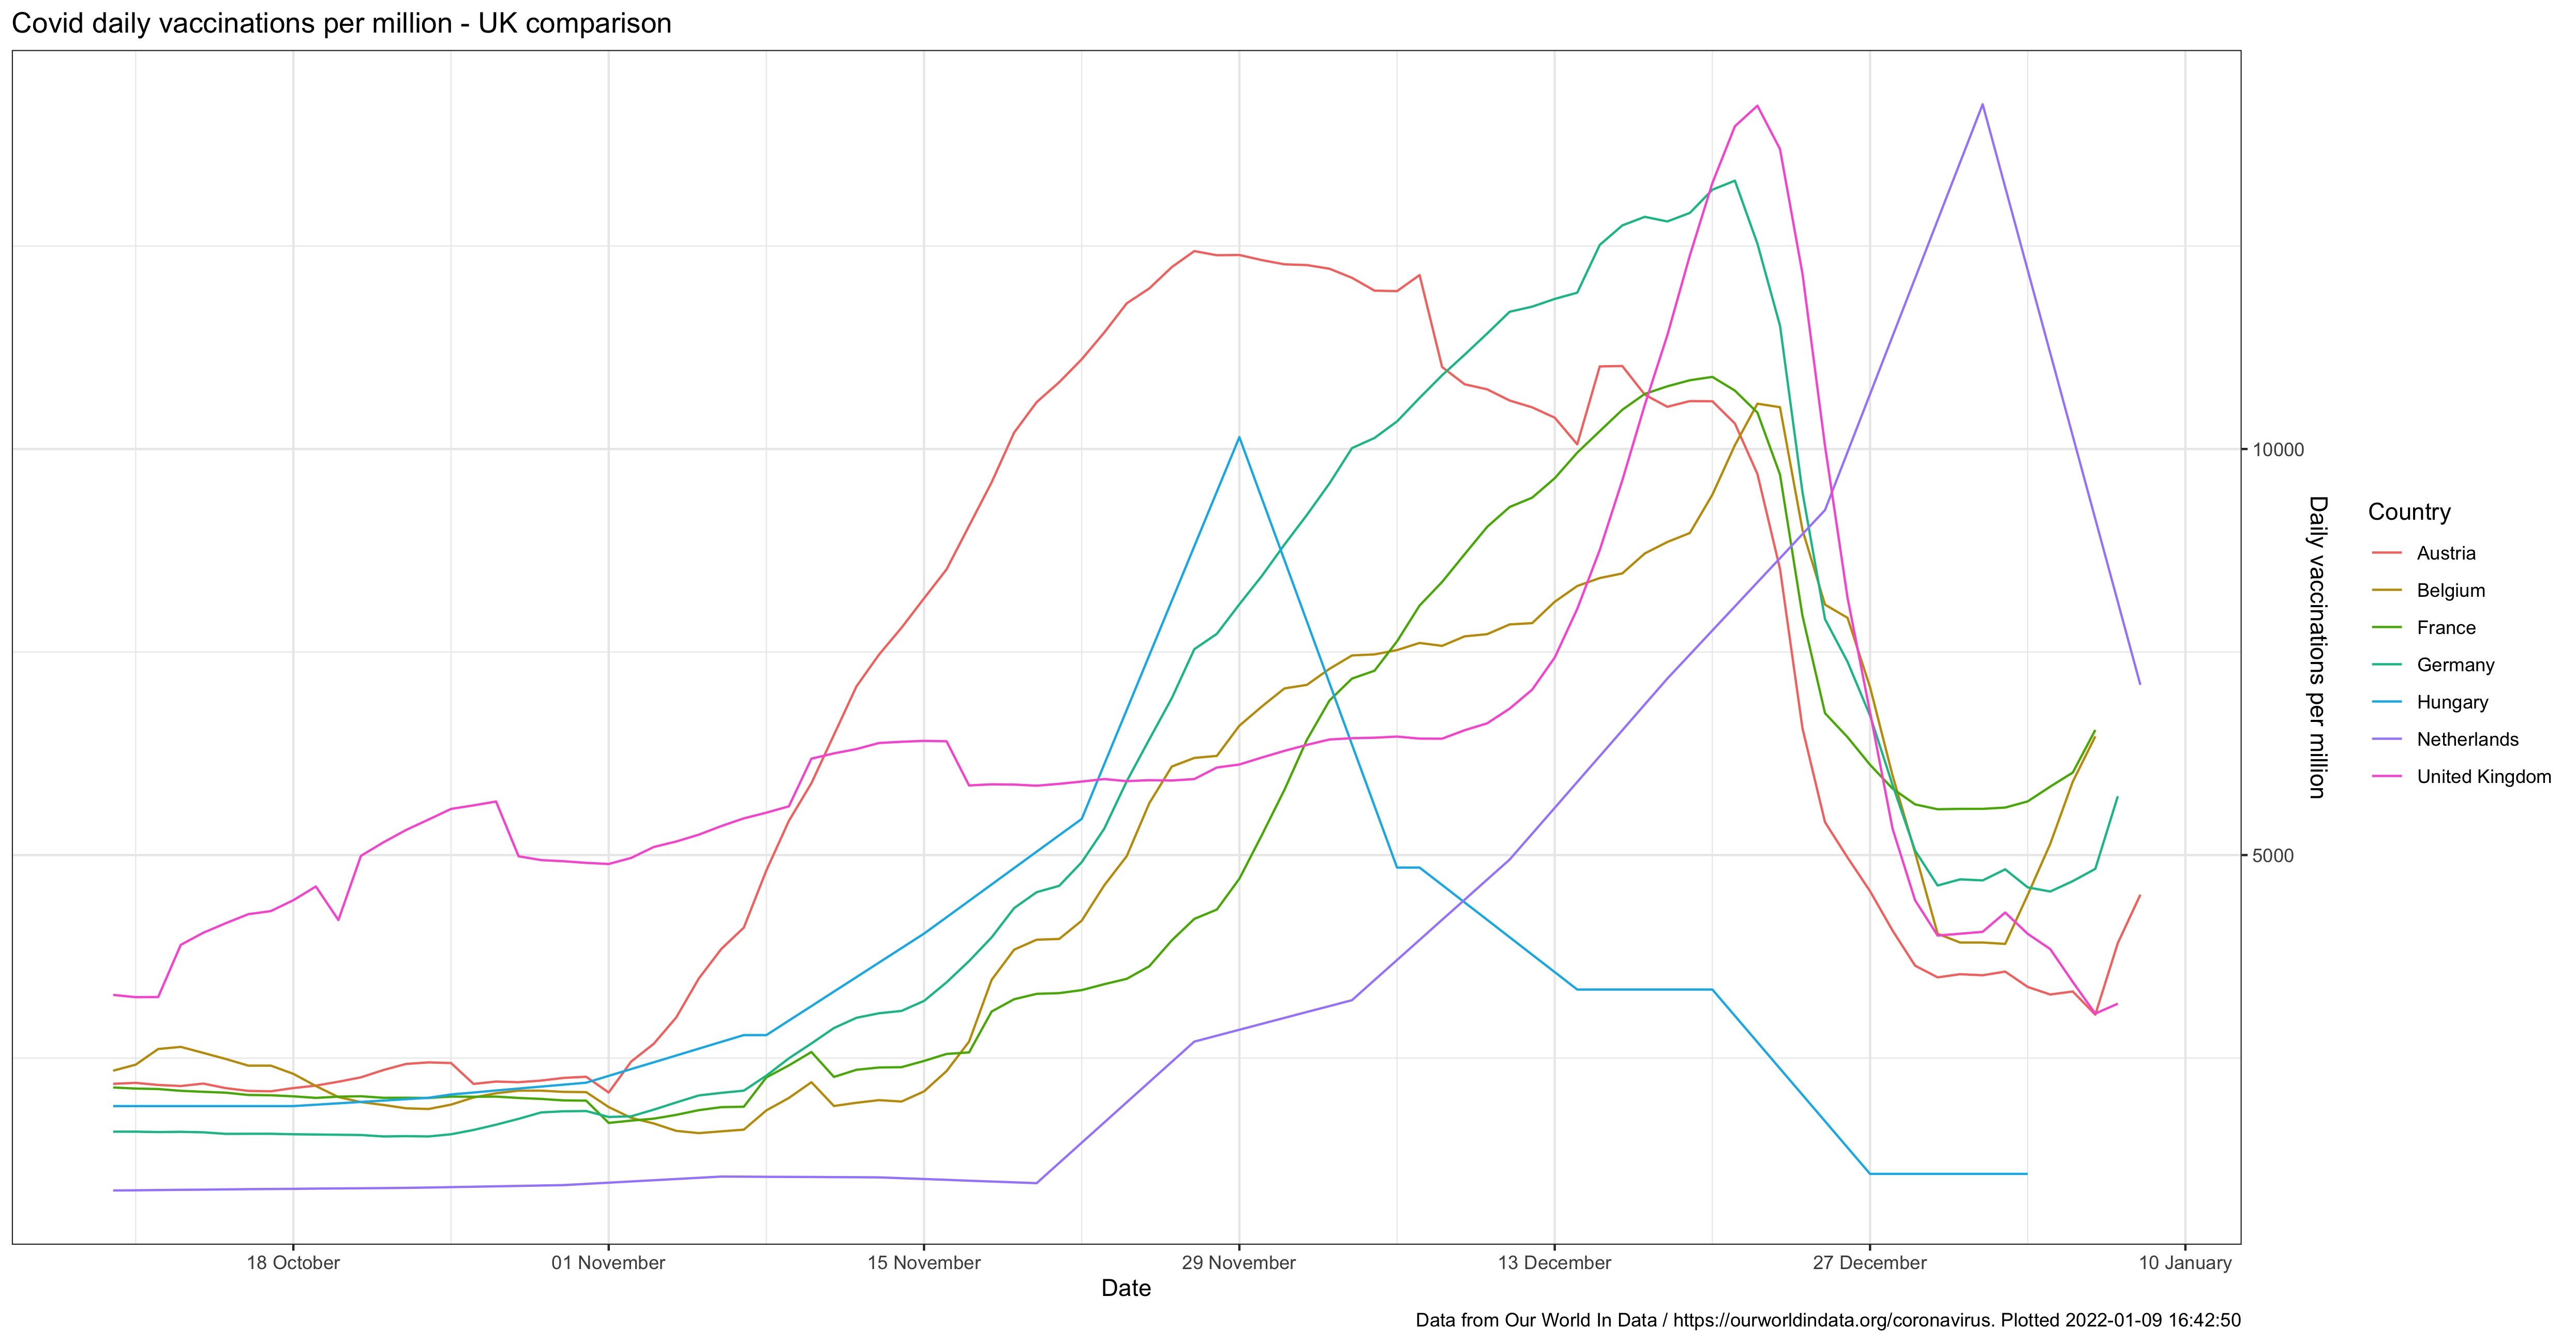 Covid daily vaccinations per million - UK comparison
10000
5000
Daily vaccinations per million
Country
Austria
Belgium
France
Germany
Hungary
Netherlands
United Kingdom
18 October
01 November
15 November
29 November
13 December
27 December
10 January
Date
Data from Our World In Data / https://ourworldindata.org/coronavirus. Plotted 2022-01-09 16:42:50